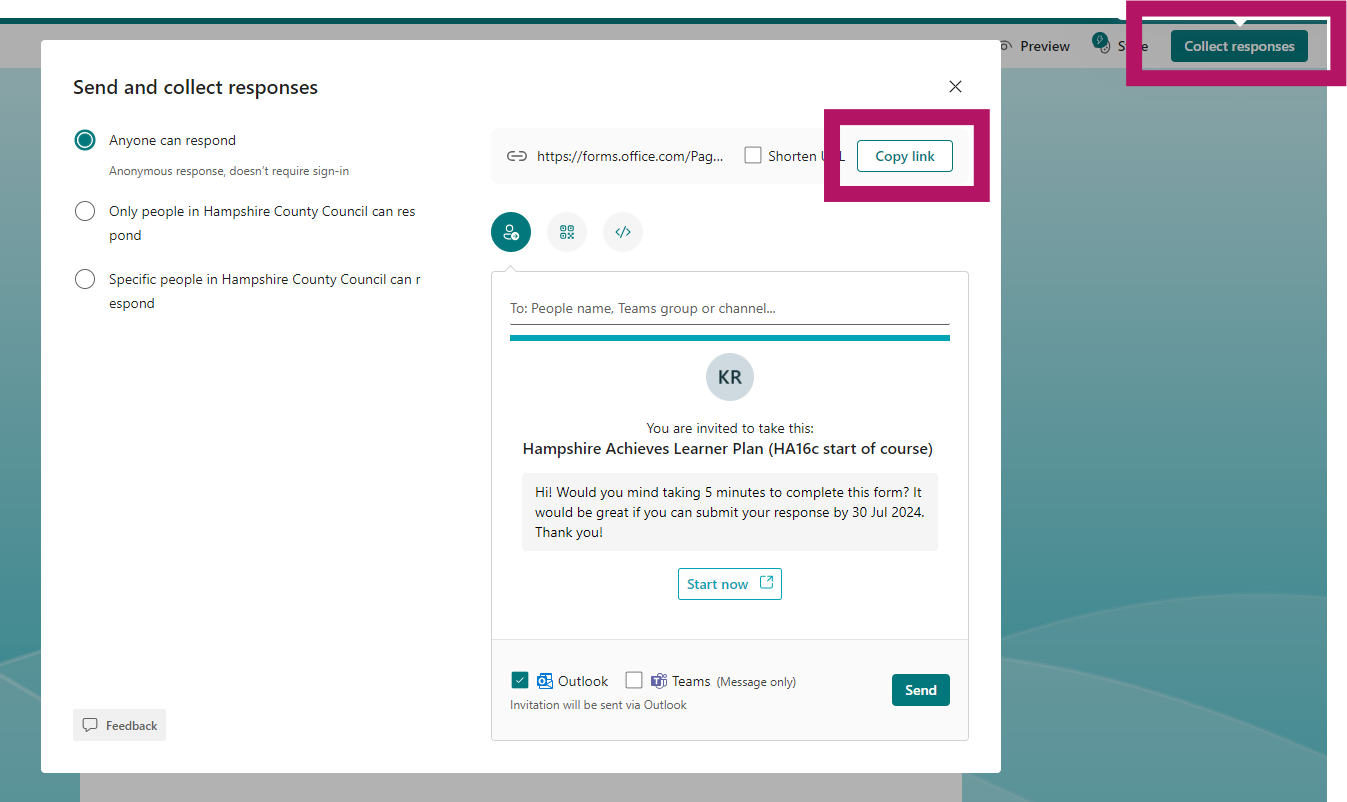 Preview
Collect responses
Send and collect responses
Anyone can respond
Anonymous response, doesn't require sign-in
Only people in Hampshire County Council can res
pond
Specific people in Hampshire County Council can r
espond
https://forms.office.com/Pag...
Shorten
Copy link
To: People name, Teams group or channel...
KR
You are invited to take this:
Hampshire Achieves Learner Plan (HA16c start of course)
Hi! Would you mind taking 5 minutes to complete this form? It
would be great if you can submit your response by 30 Jul 2024.
Thank you!
Start now
Outlook
Teams (Message only)
Invitation will be sent via Outlook
Send
Feedback